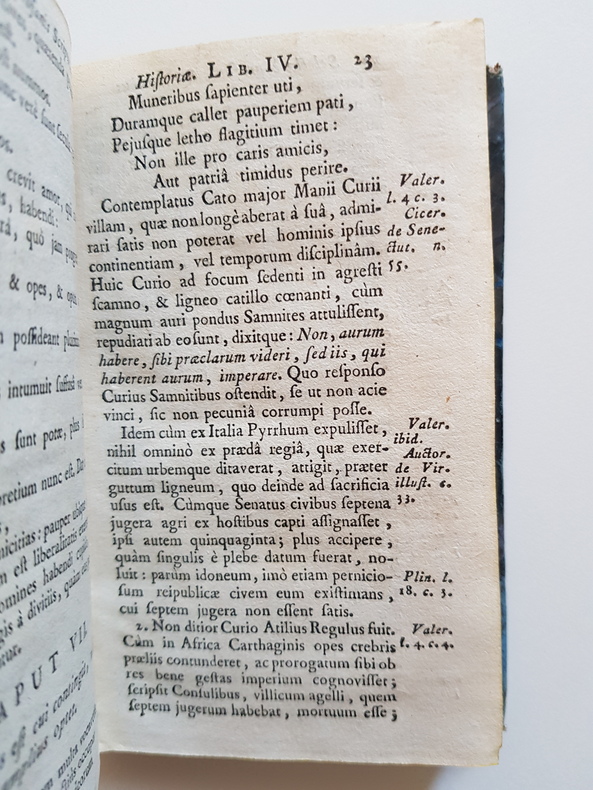 Hiſtoriæ. LIB. IV. 23
Muneribus ſapienter uti,
Duramque callet pauperiem pati,
Pejuſque letho flagitium timet:
Non ille pro caris amicis,
Aut patriâ timidus perire.
Contemplatus Cato major Manii Curii
villam, quæ non longè aberat à ſuâ, admi-
rari ſatis non poterat vel hominis ipſius
continentiam, vel temporum diſciplinâm.
Huic Curio ad focum ſedenti in agreſti
ſcamno, & ligneo catillo cœnanti, cùm
magnum auri pondus Samnites attuliſſent,
repudiati ab eo ſunt, dixitque: Non, aurum
habere, ſibi præclarum videri, ſed iis, qui
haberent aurum, imperare. Quo reſponſo
Curius Samnitibus oſtendit, ſe ut non acie
vinci, ſic non pecuniâ corrumpi poſſe.
Idem cùm ex Italia Pyrrhum expuliſſet,
nihil omninò ex prædâ regiâ, quæ exer-
citum urbemque ditaverat, attigit, præter
guttum ligneum, quo deinde ad ſacrificia
uſus eſt. Cùmque Senatus civibus ſeptena
jugera agri ex hoſtibus capti aſſignaſſet,
ipſi autem quinquaginta; plus accipere,
quàm ſingulis è plebe datum fuerat, no-
luit: parum idoneum, imò etiam pernicio-
ſum reipublicæ civem eum exiſtimans,
cui ſeptem jugera non eſſent ſatis.
2. Non ditior Curio Atilius Regulus fuit.
Cùm in Africa Carthaginis opes crebris
præliis contunderet, ac prorogatum ſibi ob
res bene geſtas imperium cognoviſſet;
ſcripſit Conſulibus, villicum agelli, quem
ſeptem jugerum habebat, mortuum eſſe;
Valer.
l. 4 c. 3.
Cicer.
de Sene-
ctut. n.
55.
Valer.
ibid.
Auctor.
de Vir.
illuſt. c.
33.
Plin. l.
18. c. 3.
Valer.
l. 4. c. 4.